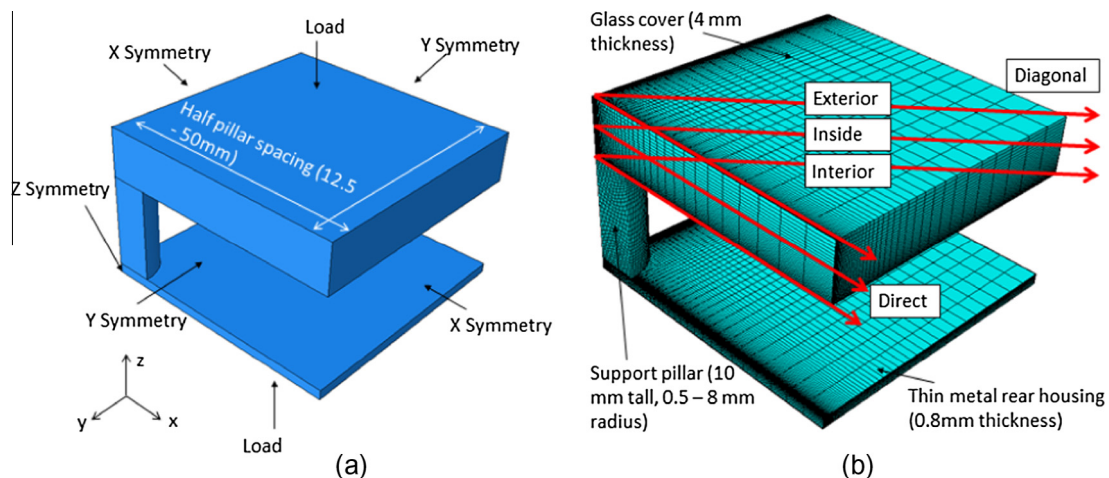 Load
X Symmetry
Y Symmetry
Half pillar spacing (12.5
- 50mm)
Z Symmetry
Y Symmetry
X Symmetry
z
y
x
Load
(a)
Glass cover (4 mm
thickness)
Diagonal
Exterior
Inside
Interior
Direct
Support pillar (10
mm tall, 0.5 – 8 mm
radius)
Thin metal rear housing
(0.8mm thickness)
(b)